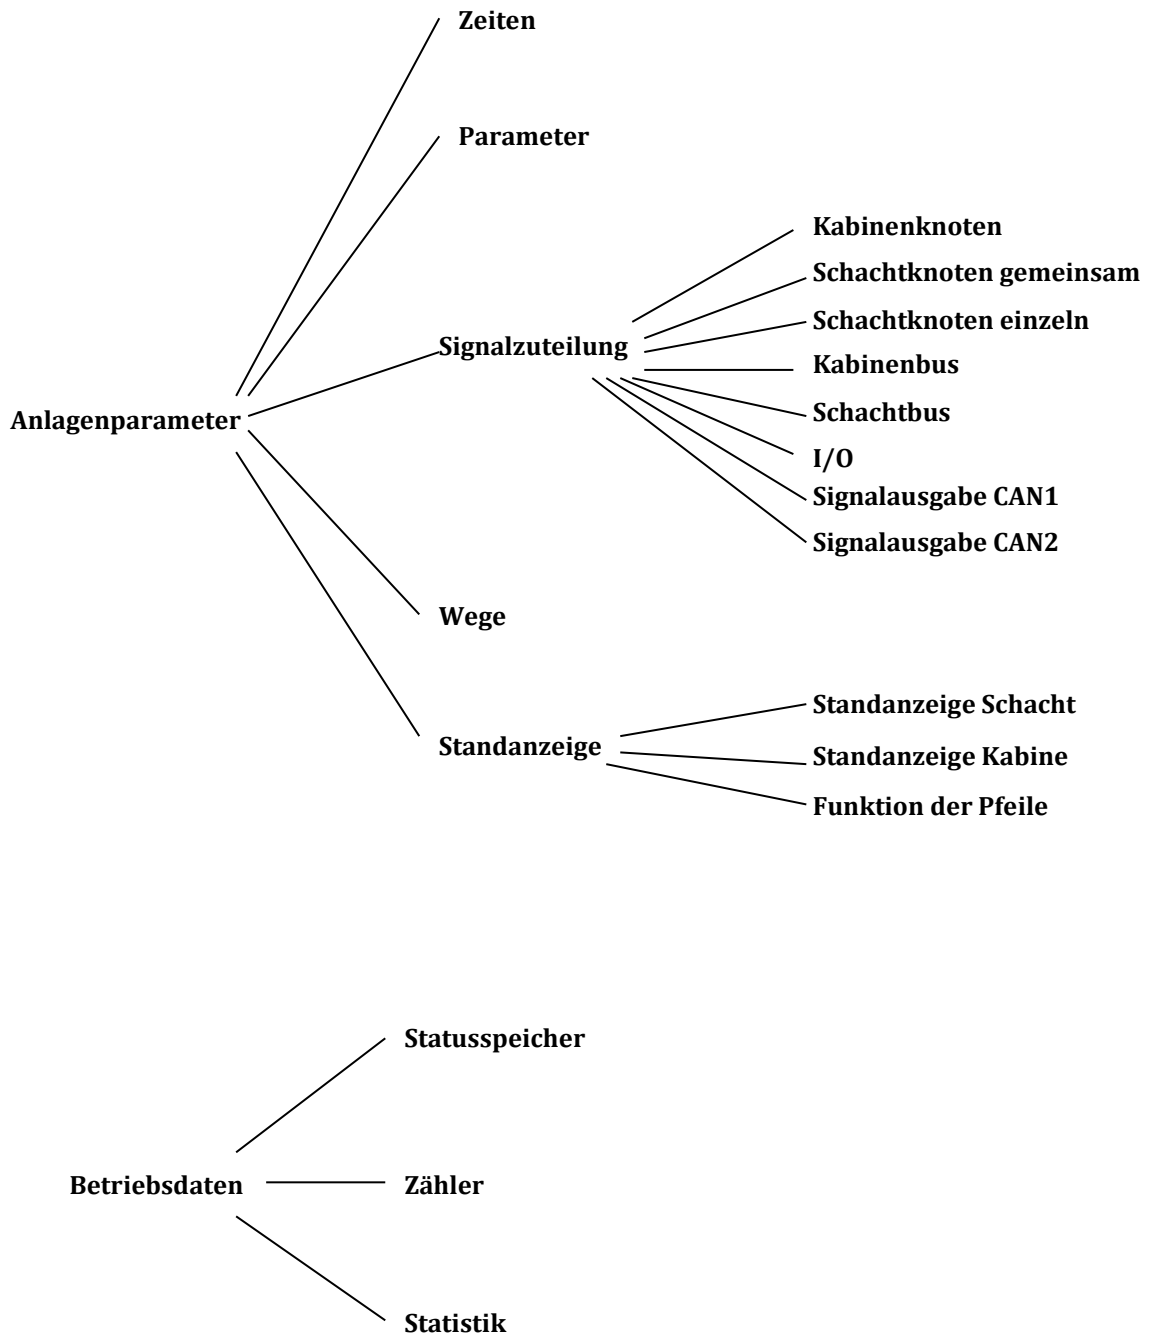 Zeiten
Parameter
Kabinenknoten
Schachtknoten gemeinsam
Schachtknoten einzeln
Signalzuteilung
Kabinenbus
Schachtbus
Anlagenparameter
I/O
Signalausgabe CAN1
Signalausgabe CAN2
Wege
Standanzeige Schacht
Standanzeige
Standanzeige Kabine
Funktion der Pfeile
Statusspeicher
Betriebsdaten
Zähler
Statistik